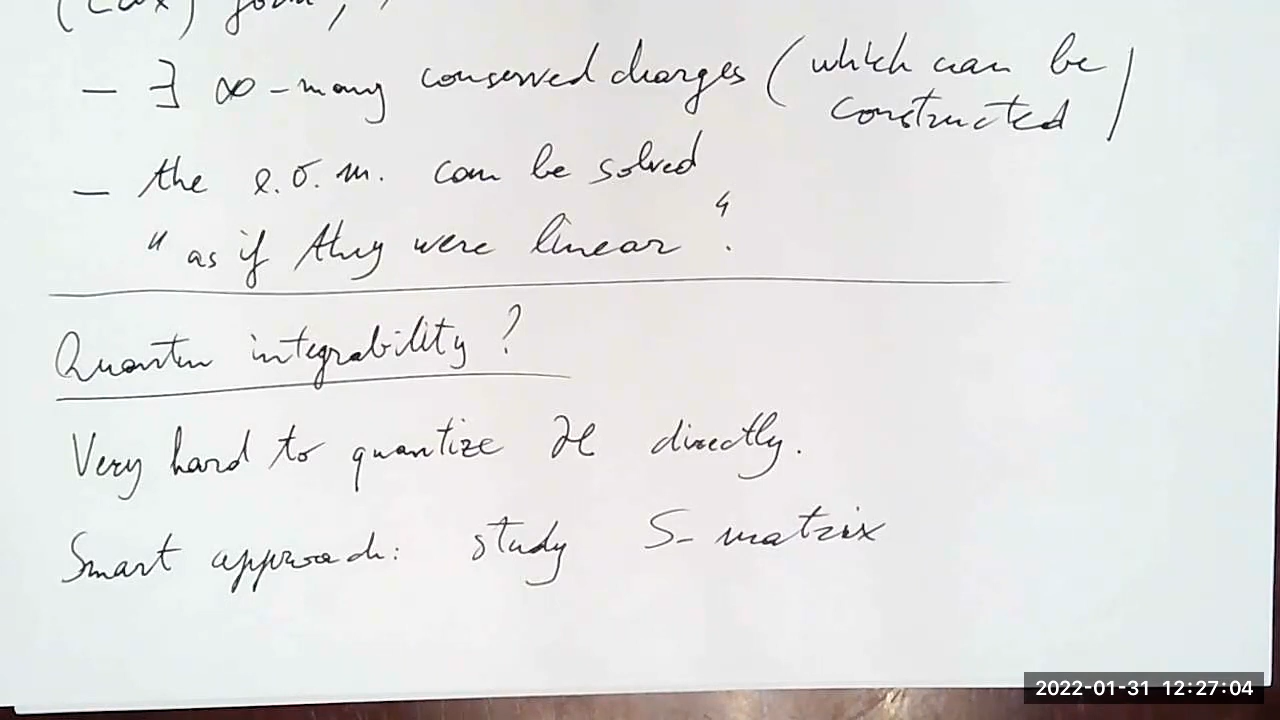 (Lax) form,
- ∃ ∞-many conserved charges (which can be constructed)
- the e.o.m. can be solved
"as if they were linear".
Quantum integrability?
Very hard to quantize ℋ directly.
Smart approach: study S-matrix
2022-01-31 12:27:04